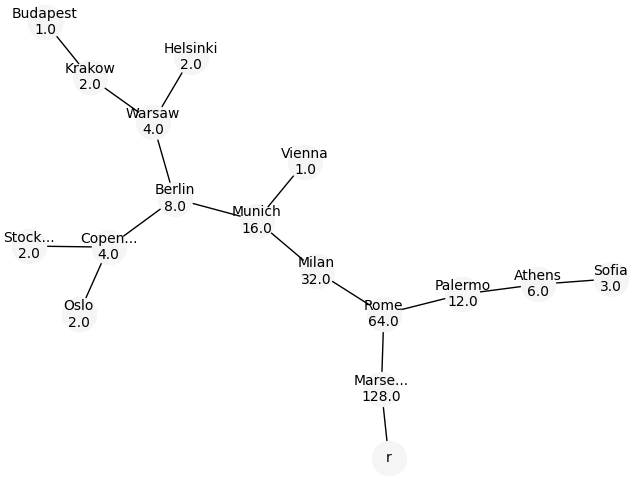 Budapest
1.0
Helsinki
2.0
Krakow
2.0
Warsaw
4.0
Vienna
1.0
Berlin
8.0
Munich
16.0
Stock...
2.0
Copen...
4.0
Milan
32.0
Sofia
3.0
Athens
6.0
Palermo
12.0
Oslo
2.0
Rome
64.0
Marse...
128.0
r